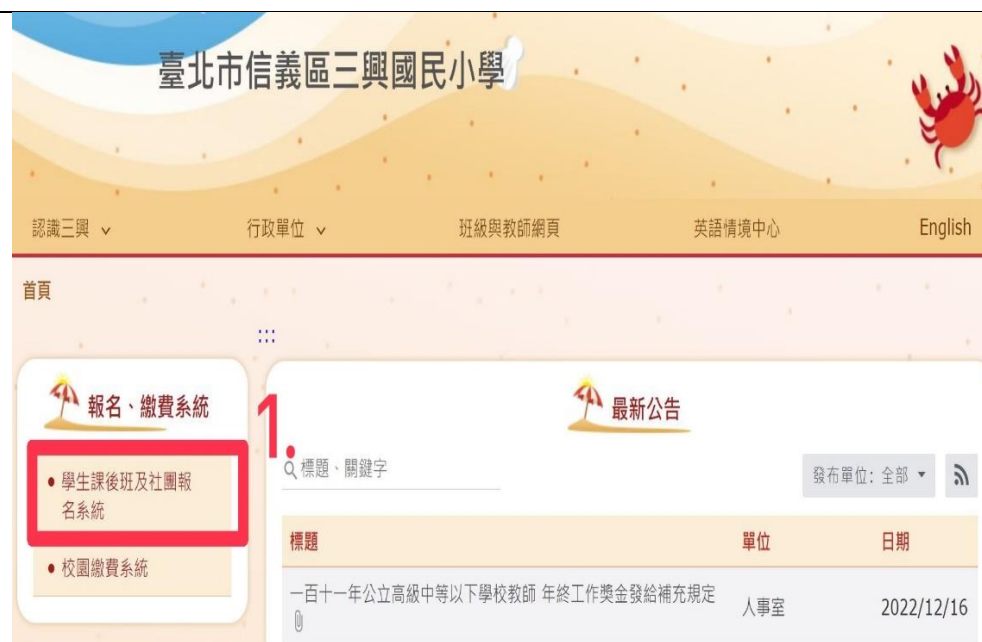 臺北市信義區三興國民小學
認識三興 行政單位 班級與教師網頁 英語情境中心 English
首頁
:::
報名、繳費系統
1.
• 學生課後班及社團報
名系統
• 校園繳費系統
最新公告
標題、關鍵字
發布單位: 全部
標題 單位 日期
一百十一年公立高級中等以下學校教師 年終工作獎金發給補充規定
人事室 2022/12/16